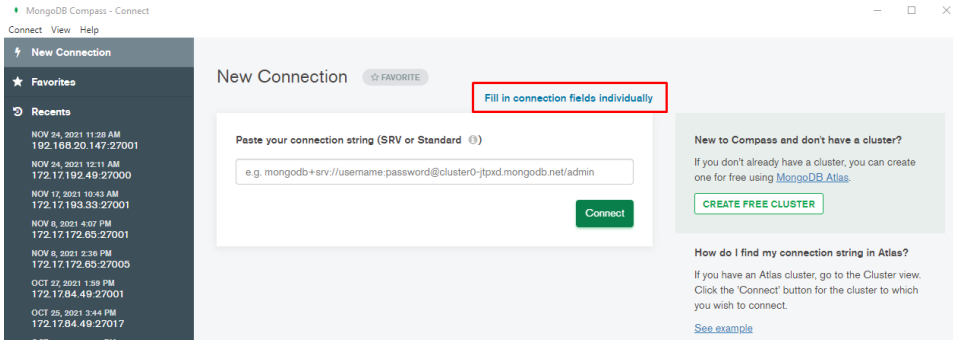 MongoDB Compass - Connect
Connect View Help
New Connection
Favorites
Recents
NOV 24, 2021 11:28 AM
192.168.20.147:27001
NOV 24, 2021 12:11 AM
172.17.192.49:27000
NOV 17, 2021 10:43 AM
172.17.193.33:27001
NOV 8, 2021 4:07 PM
172.17.172.65:27001
NOV 8, 2021 2:36 PM
172.17.172.65:27005
OCT 27, 2021 1:59 PM
172.17.84.49:27001
OCT 25, 2021 3:44 PM
172.17.84.49:27017
New Connection
FAVORITE
Fill in connection fields individually
Paste your connection string (SRV or Standard )
e.g. mongodb+srv://username:password@cluster0-jtpxd.mongodb.net/admin
Connect
New to Compass and don't have a cluster?
If you don't already have a cluster, you can create
one for free using MongoDB Atlas.
CREATE FREE CLUSTER
How do I find my connection string in Atlas?
If you have an Atlas cluster, go to the Cluster view.
Click the 'Connect' button for the cluster to which
you wish to connect.
See example